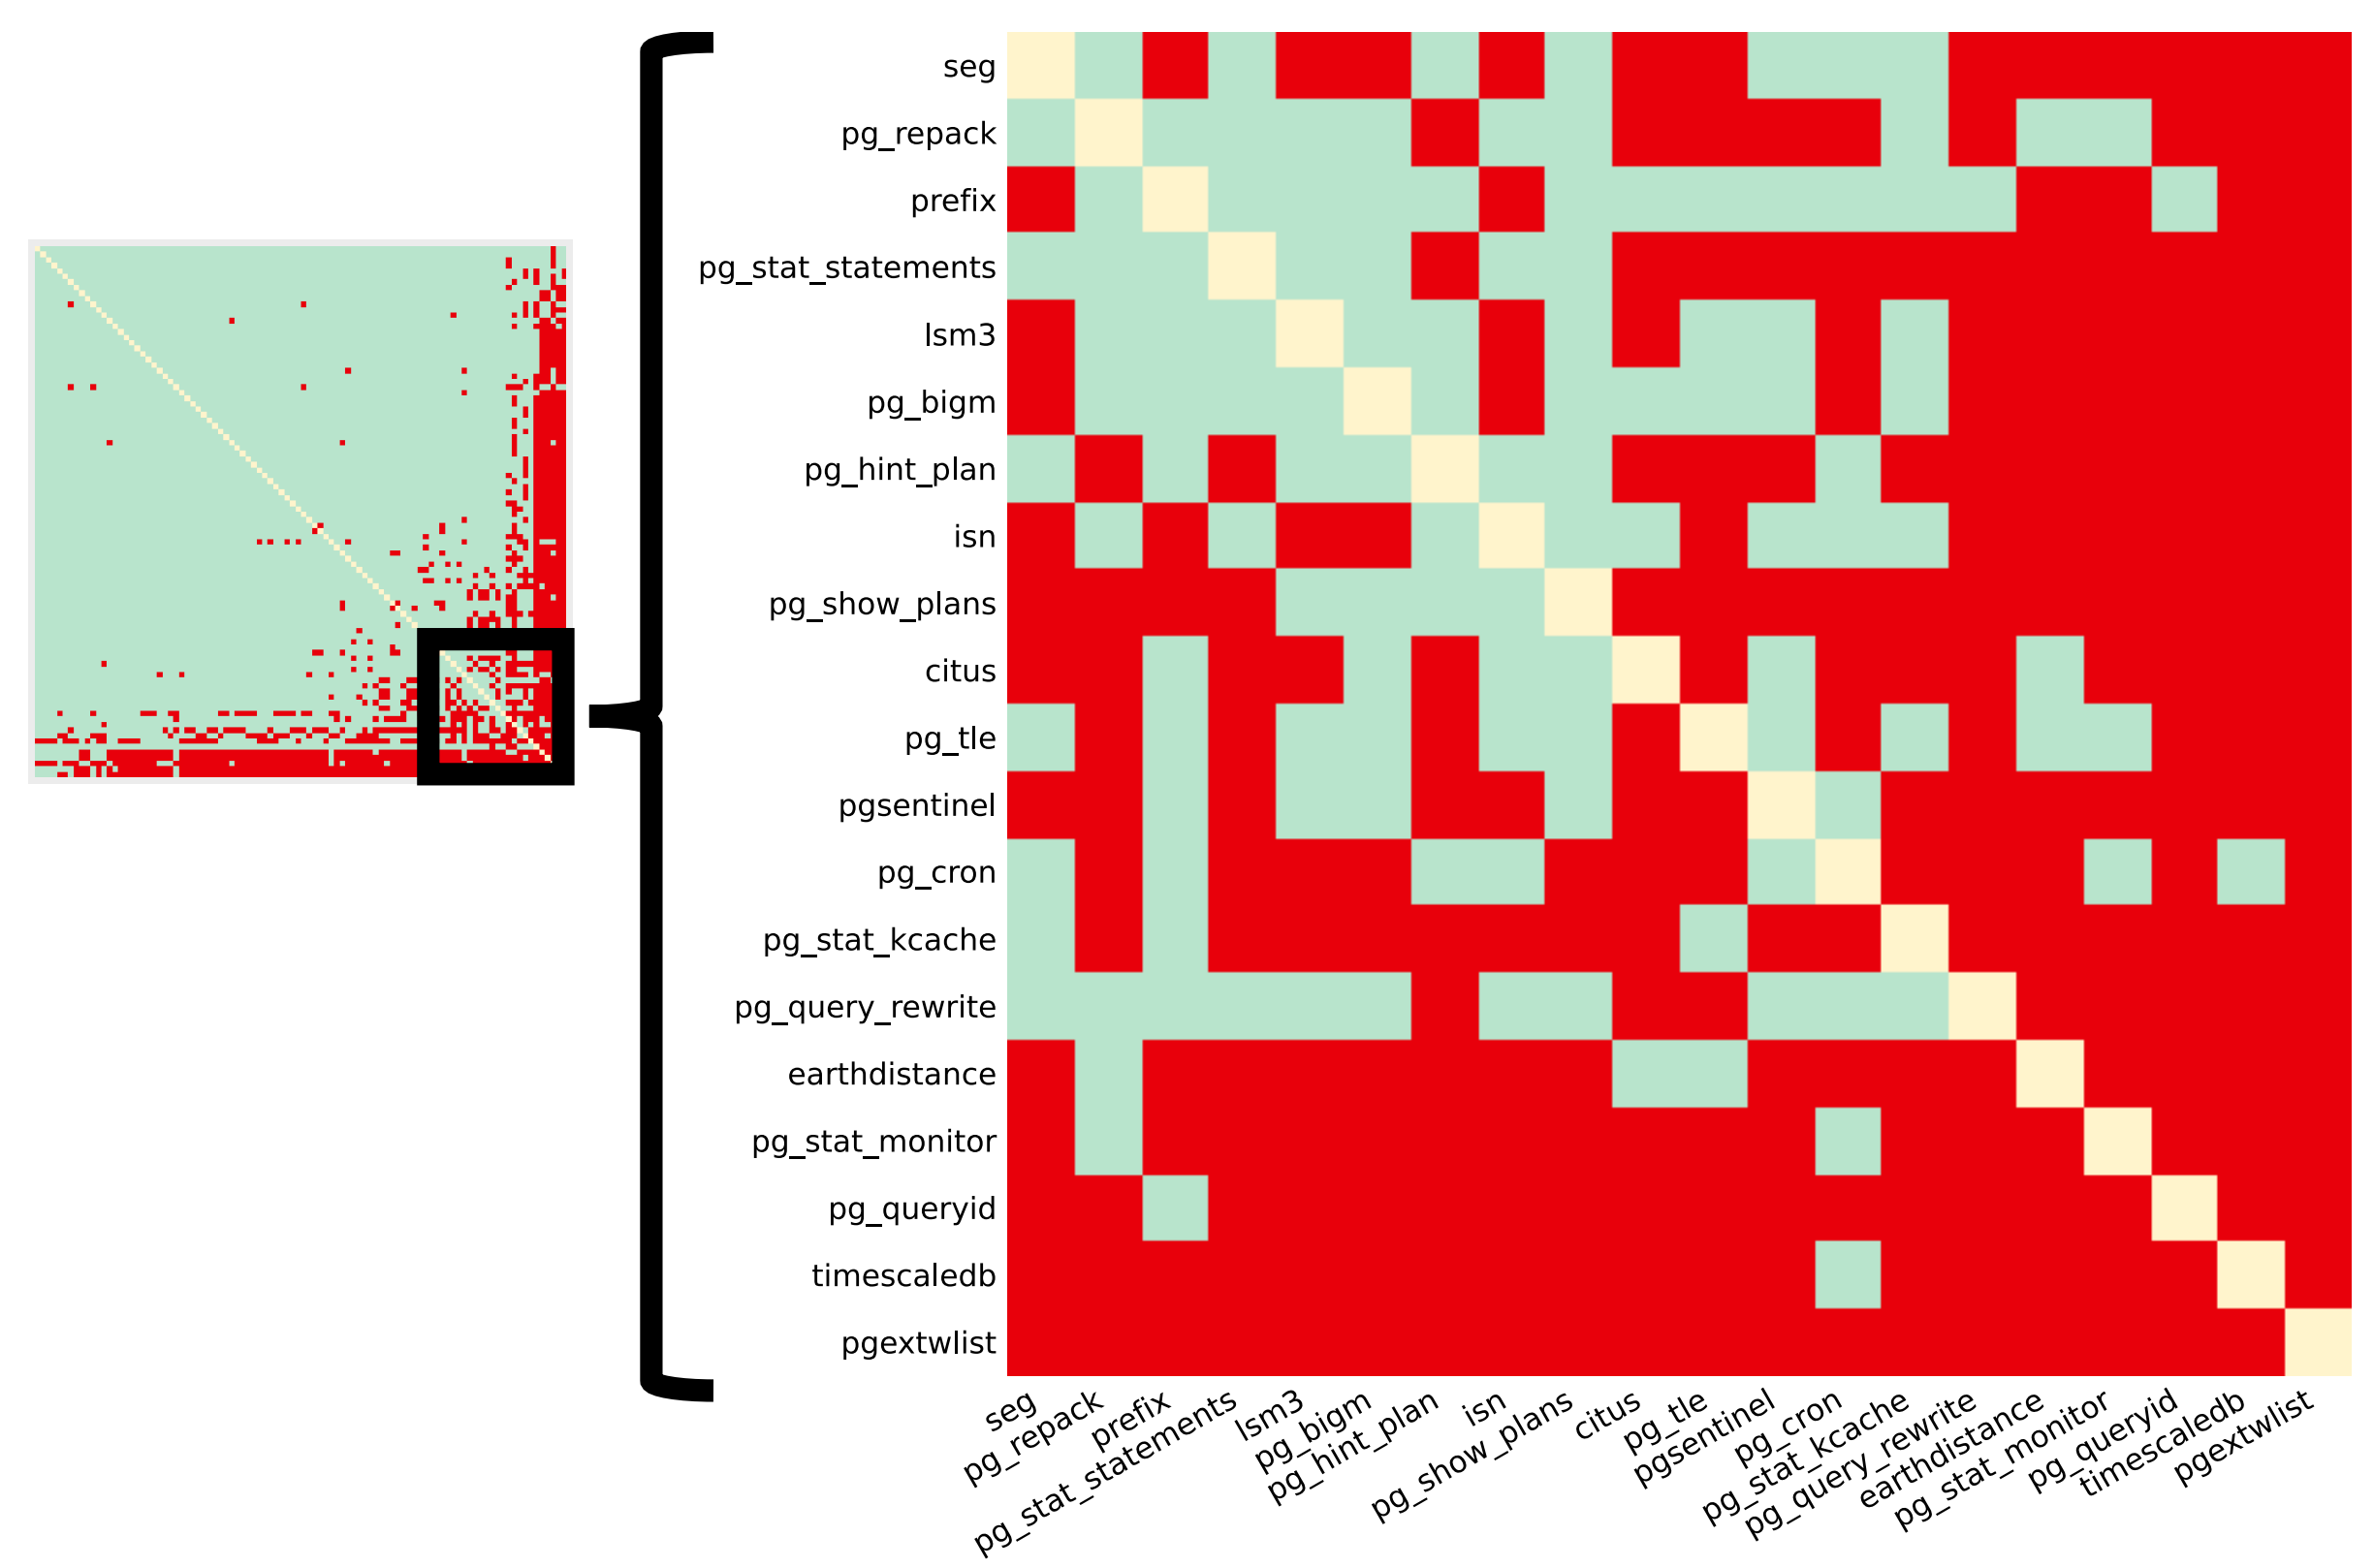 seg
pg_repack
prefix
pg_stat_statements
lsm3
pg_bigm
pg_hint_plan
isn
pg_show_plans
citus
pg_tle
pgsentinel
pg_cron
pg_stat_kcache
pg_query_rewrite
earthdistance
pg_stat_monitor
pg_queryid
timescaledb
pgextwlist
seg
pg_repack
prefix
pg_stat_statements
lsm3
pg_bigm
pg_hint_plan
isn
pg_show_plans
citus
pg_tle
pgsentinel
pg_cron
pg_stat_kcache
pg_query_rewrite
earthdistance
pg_stat_monitor
pg_queryid
timescaledb
pgextwlist